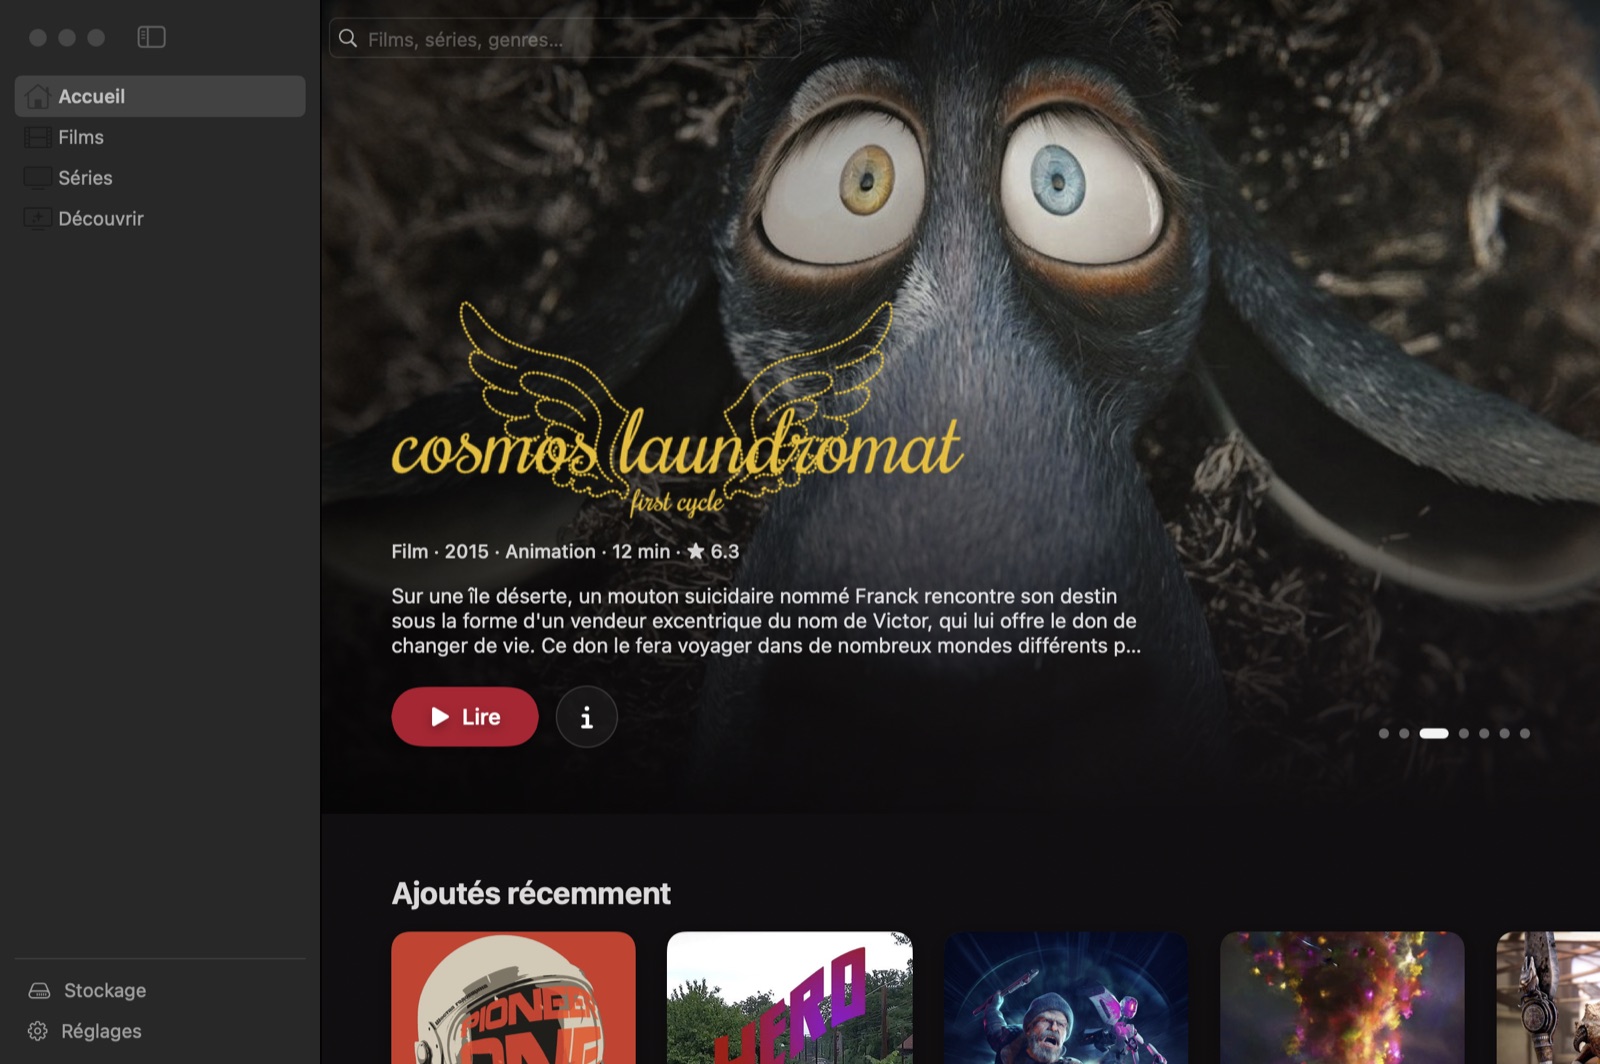 Films, séries, genres...
Accueil
Films
Séries
Découvrir
cosmos laundromat
first cycle
Film · 2015 · Animation · 12 min · ★ 6.3
Sur une île déserte, un mouton suicidaire nommé Franck rencontre son destin
sous la forme d'un vendeur excentrique du nom de Victor, qui lui offre le don de
changer de vie. Ce don le fera voyager dans de nombreux mondes différents p...
Lire
Ajoutés récemment
PIONEER
ONE
HERO
Stockage
Réglages